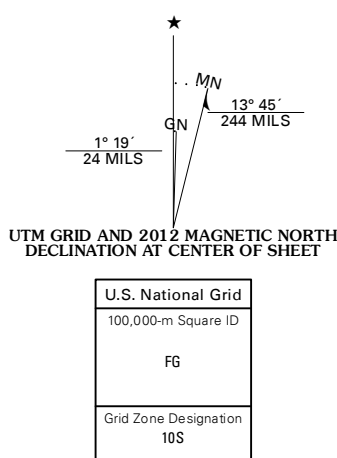 MN
GN
13° 45´
244 MILS
1° 19´
24 MILS
UTM GRID AND 2012 MAGNETIC NORTH
DECLINATION AT CENTER OF SHEET
U.S. National Grid
100,000-m Square ID
FG
Grid Zone Designation
10S